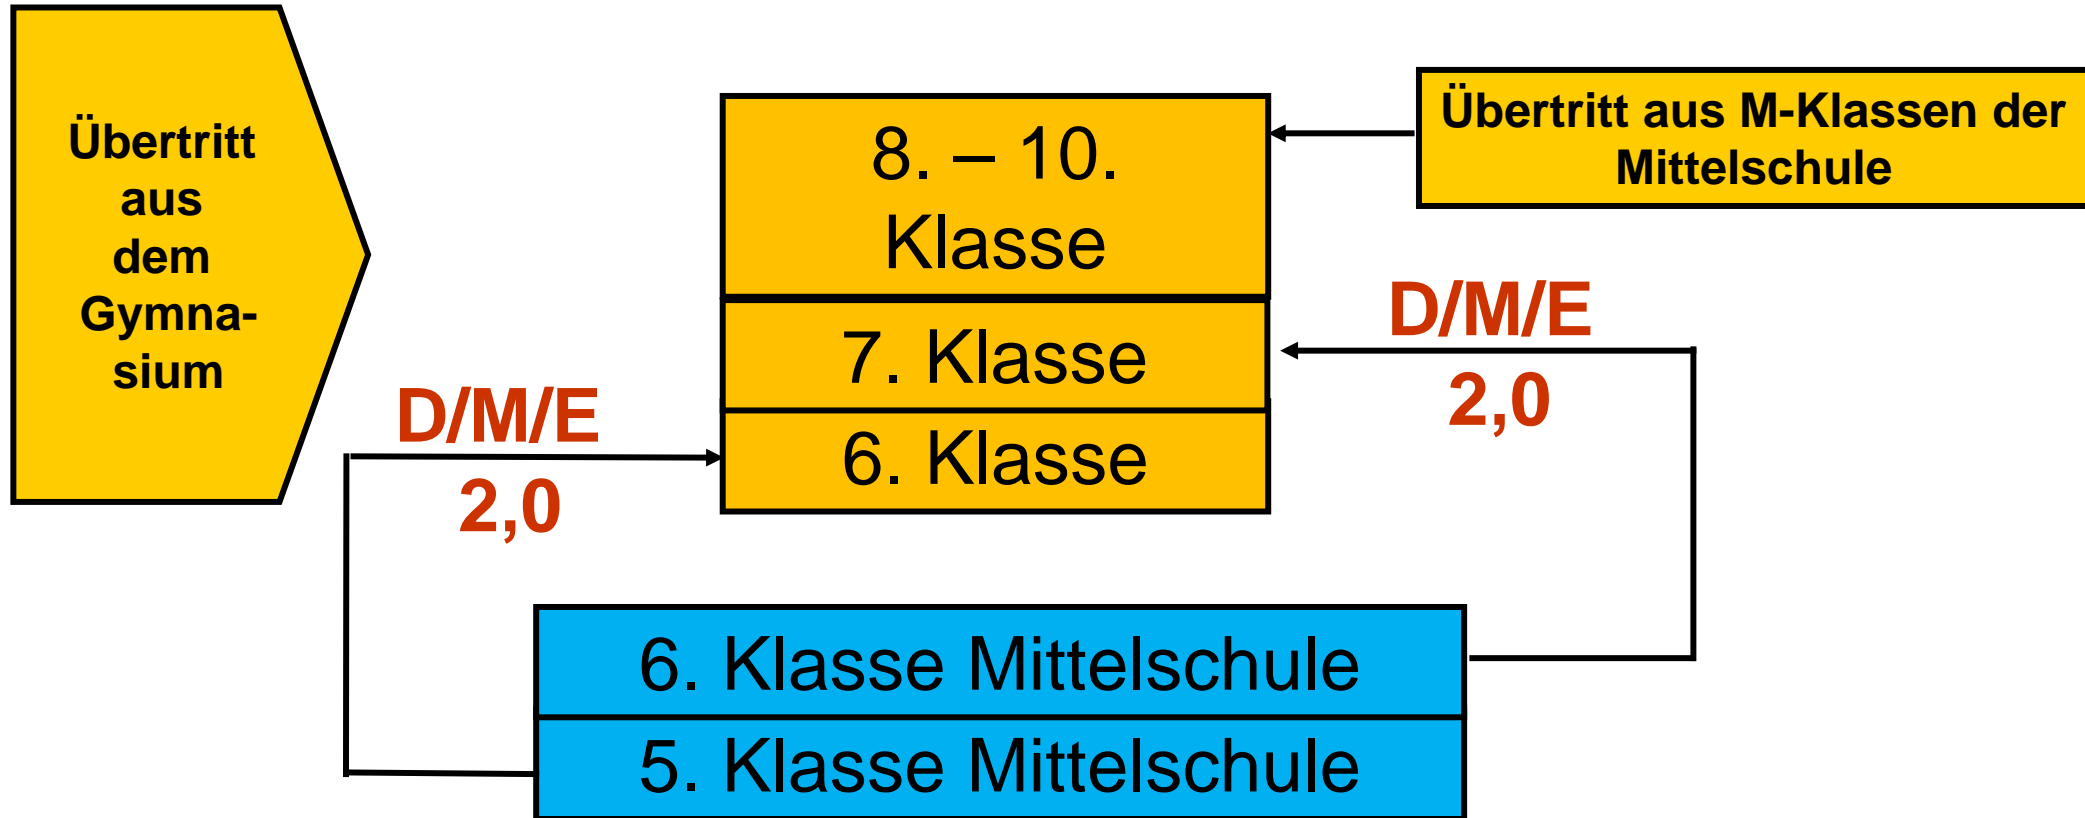 Übertritt
aus
dem
Gymna-
sium
8. – 10.
Klasse
Übertritt aus M-Klassen der
Mittelschule
7. Klasse
D/M/E
2,0
6. Klasse
D/M/E
2,0
6. Klasse Mittelschule
5. Klasse Mittelschule